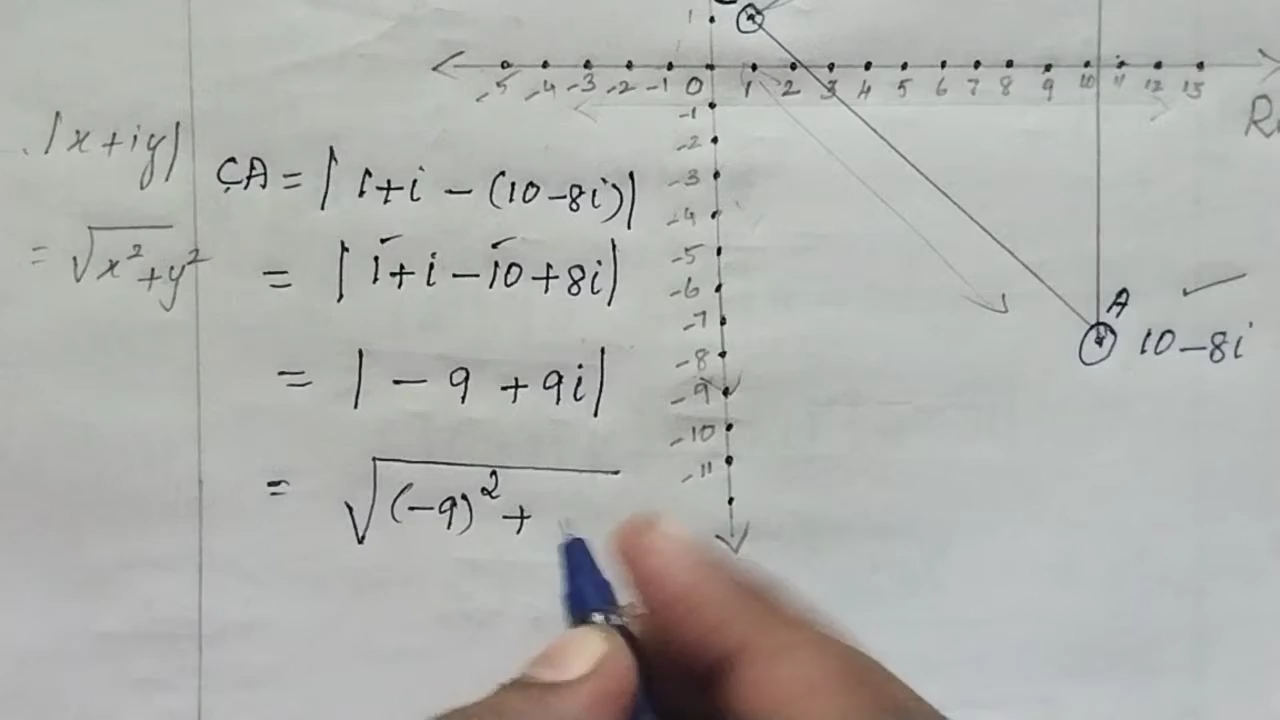 1
-5 -4 -3 -2 -1 0 1 2 3 4 5 6 7 8 9 10 11 12 13
-1
-2
-3
-4
-5
-6
-7
-8
-9
-10
-11
A
10-8i
|x+iy|
= √x²+y²
CA = | 1+i - (10-8i)|
= | 1+i-10+8i|
= | -9 +9i|
= √(-9)² +